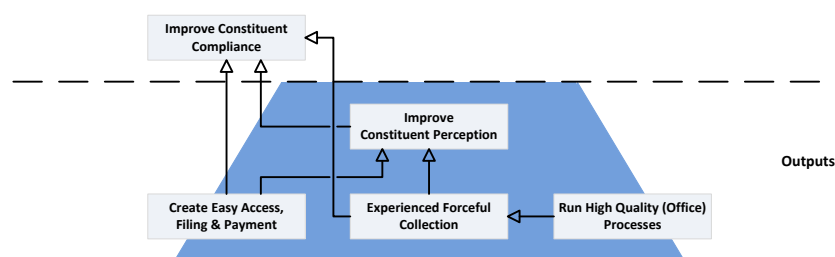 Improve Constituent
Compliance
Improve
Constituent Perception
Outputs
Create Easy Access,
Filing & Payment
Experienced Forceful
Collection
Run High Quality (Office)
Processes